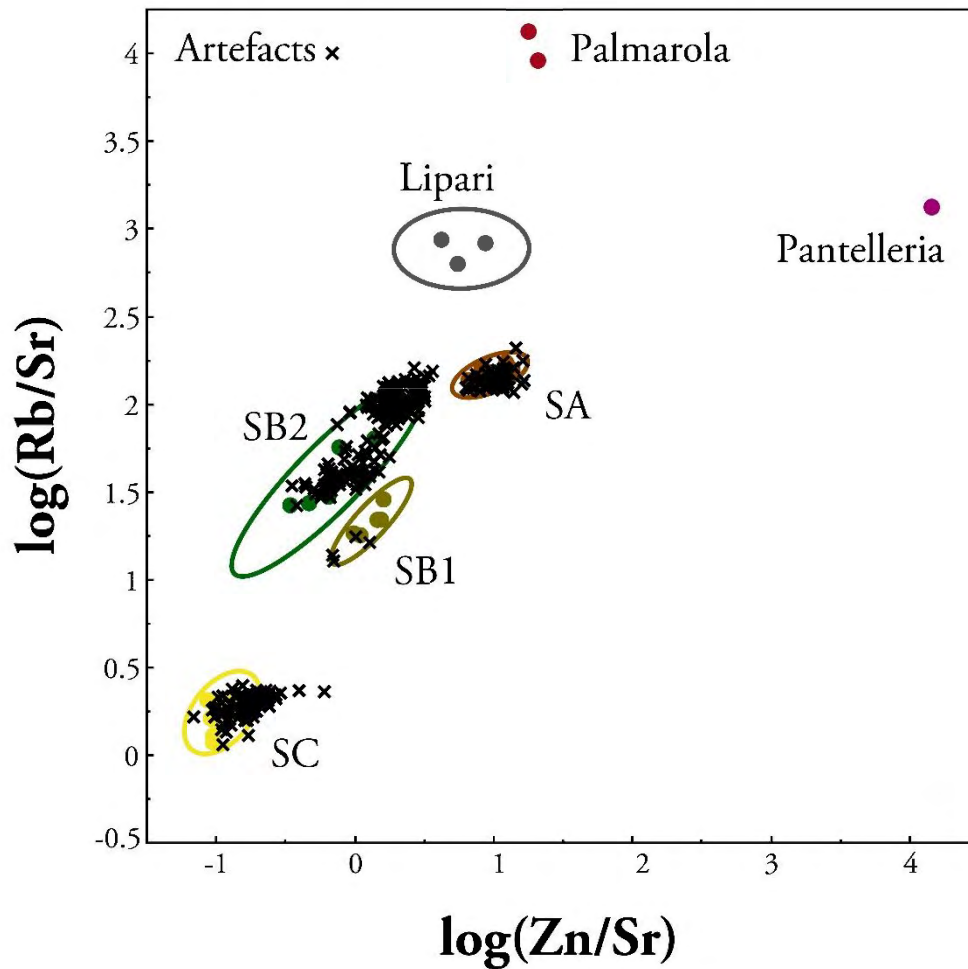 4
Artefacts ×
Palmarola
3.5
Lipari
3
Pantelleria
2.5
2
SA
SB2
1.5
SB1
1
0.5
SC
0
-0.5
-1
0
1
2
3
4
log(Rb/Sr)
log(Zn/Sr)